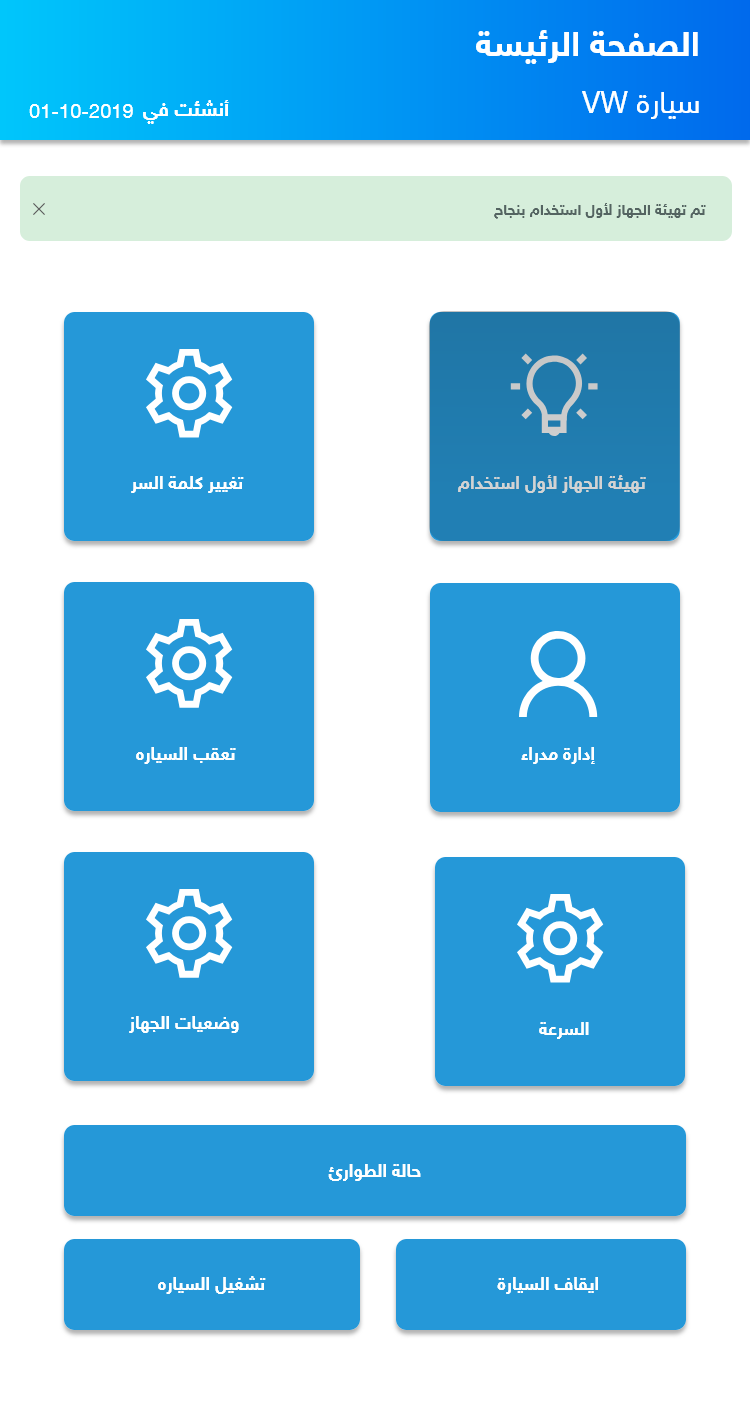 الصفحة الرئيسة
سيارة VW
أنشئت في 2019-10-01
تم تهيئة الجهاز لأول استخدام بنجاح
تهيئة الجهاز لأول استخدام
تغيير كلمة السر
إدارة مدراء
تعقب السياره
السرعة
وضعيات الجهاز
حالة الطوارئ
ايقاف السيارة
تشغيل السياره